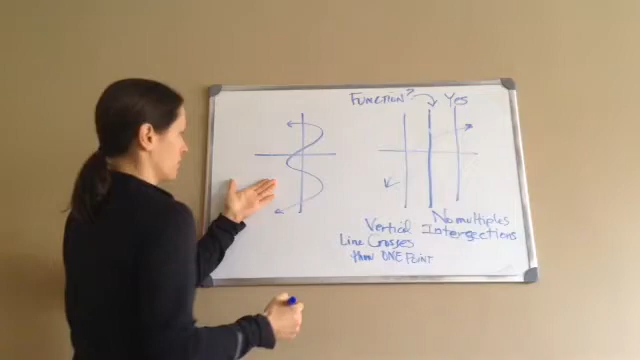 FUNCTION?
Yes
Vertical
Line Crosses
thru ONE POINT
No multiples
Intersections